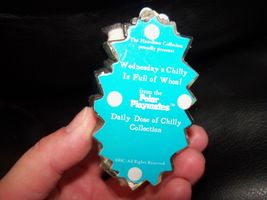 The Hamilton Collection
proudly presents
Wednesday's Chilly
Is Full of Whoa!
from the
Polar
Playmates™
Daily Dose of Chilly
Collection
All Rights Reserved